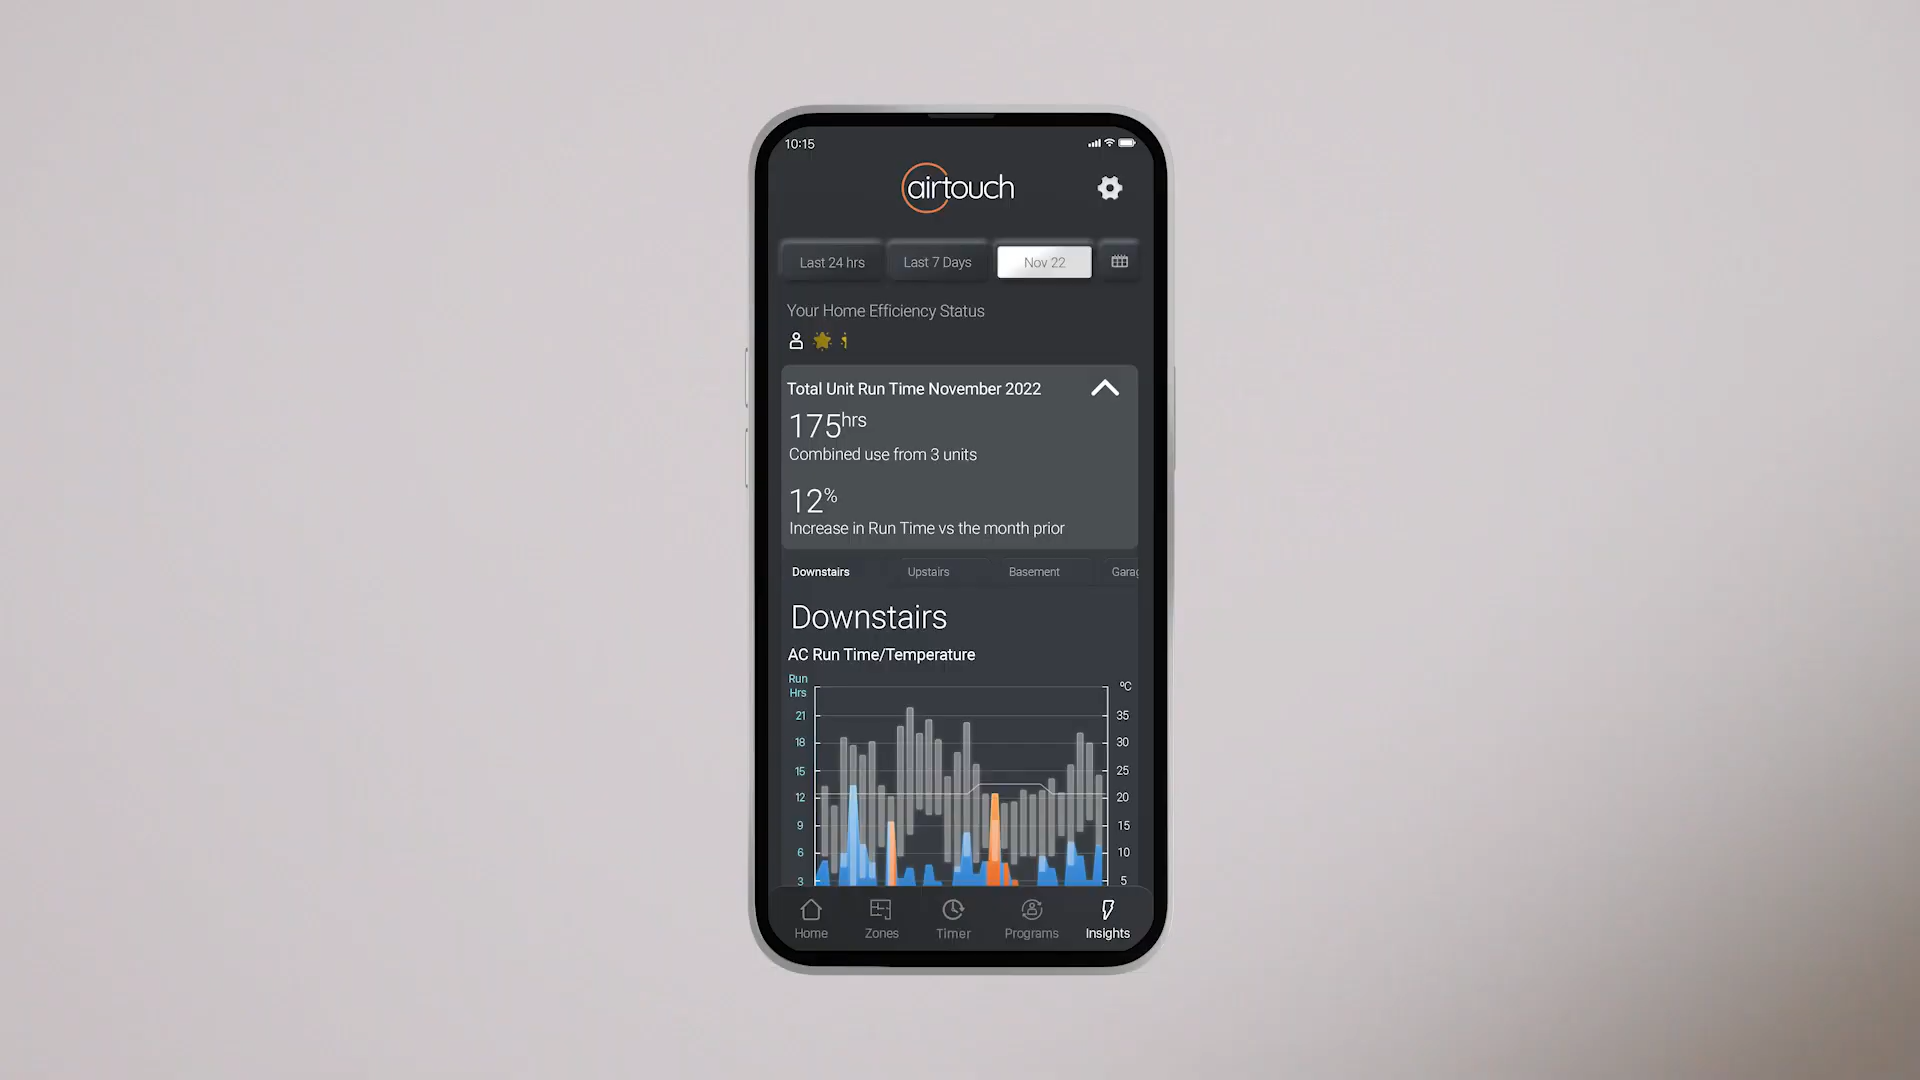 10:15
airtouch
Last 24 hrs
Last 7 Days
Nov 22
Your Home Efficiency Status
Total Unit Run Time November 2022
175hrs
Combined use from 3 units
12%
Increase in Run Time vs the month prior
Downstairs
Upstairs
Basement
Garag
Downstairs
AC Run Time/Temperature
Run
Hrs
ºC
21
35
18
30
15
25
12
20
9
15
6
10
3
5
Home
Zones
Timer
Programs
Insights